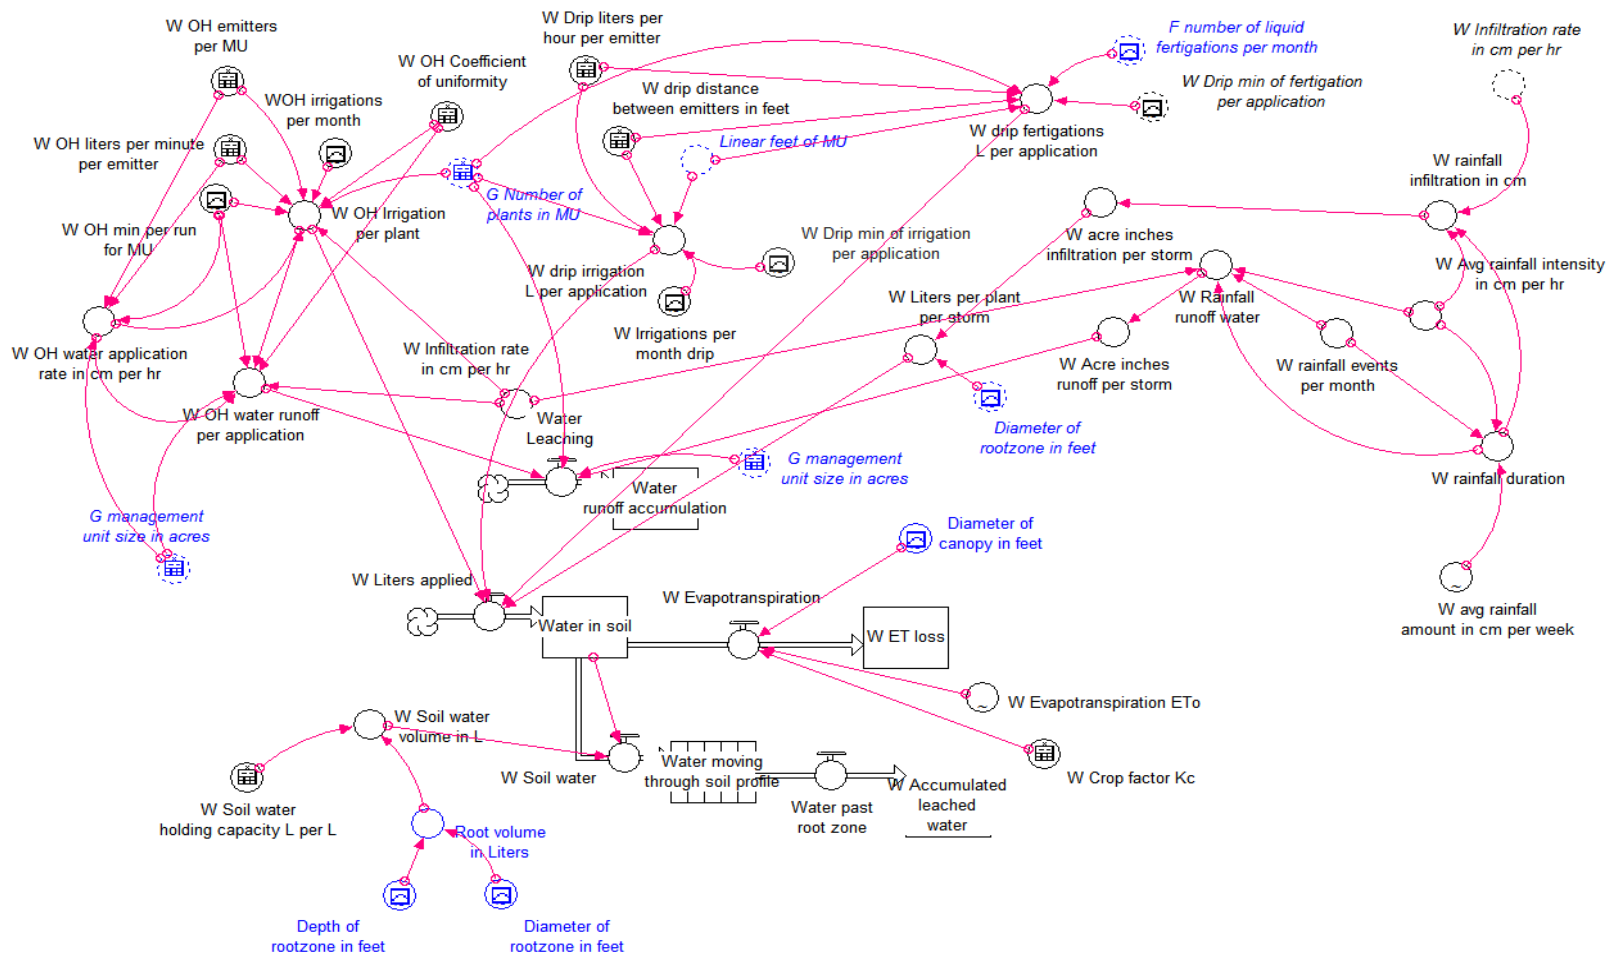 W OH emitters
per MU
W Drip liters per
hour per emitter
F number of liquid
fertigations per month
W Infiltration rate
in cm per hr
W OH Coefficient
of uniformity
WOH irrigations
per month
W drip distance
between emitters in feet
W Drip min of fertigation
per application
W OH liters per minute
per emitter
Linear feet of MU
W drip fertigations
L per application
W rainfall
infiltration in cm
G Number of
plants in MU
W OH Irrigation
per plant
W OH min per run
for MU
W Drip min of irrigation
per application
W acre inches
infiltration per storm
W Avg rainfall intensity
in cm per hr
W drip irrigation
L per application
W Liters per plant
per storm
W Rainfall
runoff water
W Irrigations per
month drip
W OH water application
rate in cm per hr
W Infiltration rate
in cm per hr
W Acre inches
runoff per storm
W rainfall events
per month
W OH water runoff
per application
Water
Leaching
Diameter of
rootzone in feet
G management
unit size in acres
W rainfall duration
Water
runoff accumulation
G management
unit size in acres
Diameter of
canopy in feet
W Liters applied
W Evapotranspiration
W avg rainfall
amount in cm per week
Water in soil
W ET loss
~
W Evapotranspiration ETo
~
W Soil water
volume in L
W Soil water
Water moving
through soil profile
W Crop factor Kc
W Accumulated
leached
water
Water past
root zone
W Soil water
holding capacity L per L
Root volume
in Liters
Depth of
rootzone in feet
Diameter of
rootzone in feet